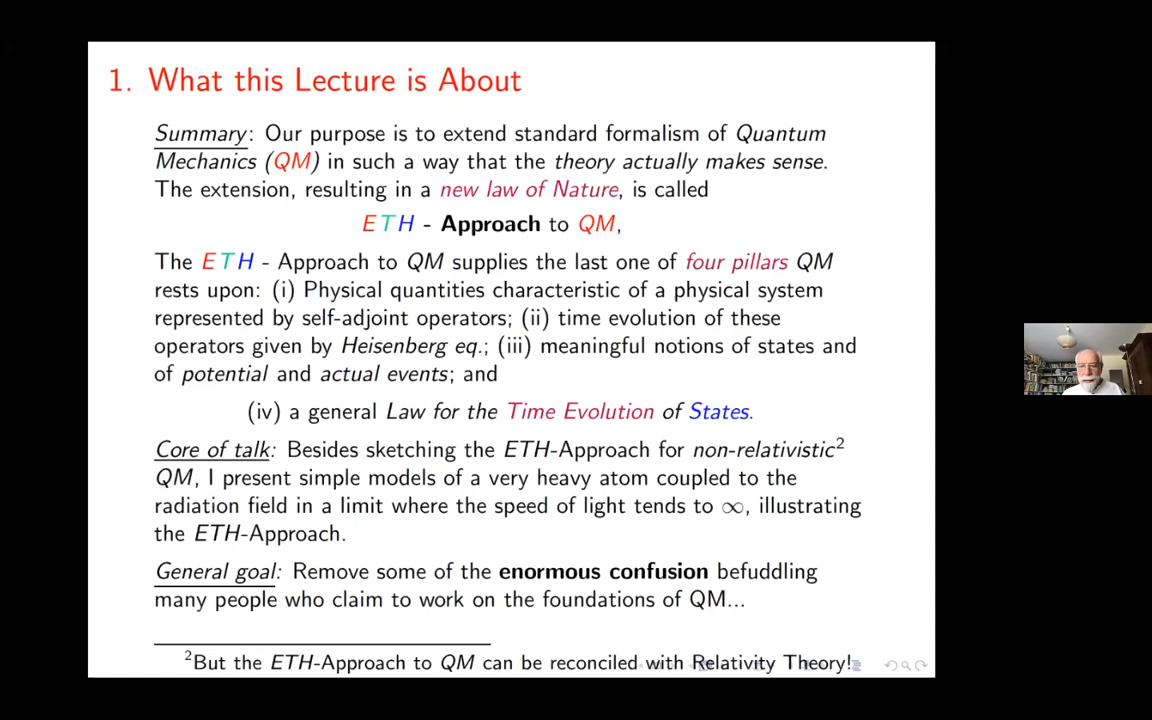 1. What this Lecture is About
Summary: Our purpose is to extend standard formalism of Quantum
Mechanics (QM) in such a way that the theory actually makes sense.
The extension, resulting in a new law of Nature, is called
ETH - Approach to QM,
The ETH - Approach to QM supplies the last one of four pillars QM
rests upon: (i) Physical quantities characteristic of a physical system
represented by self-adjoint operators; (ii) time evolution of these
operators given by Heisenberg eq.; (iii) meaningful notions of states and
of potential and actual events; and
(iv) a general Law for the Time Evolution of States.
Core of talk: Besides sketching the ETH-Approach for non-relativistic²
QM, I present simple models of a very heavy atom coupled to the
radiation field in a limit where the speed of light tends to ∞, illustrating
the ETH-Approach.
General goal: Remove some of the enormous confusion befuddling
many people who claim to work on the foundations of QM...
²But the ETH-Approach to QM can be reconciled with Relativity Theory!